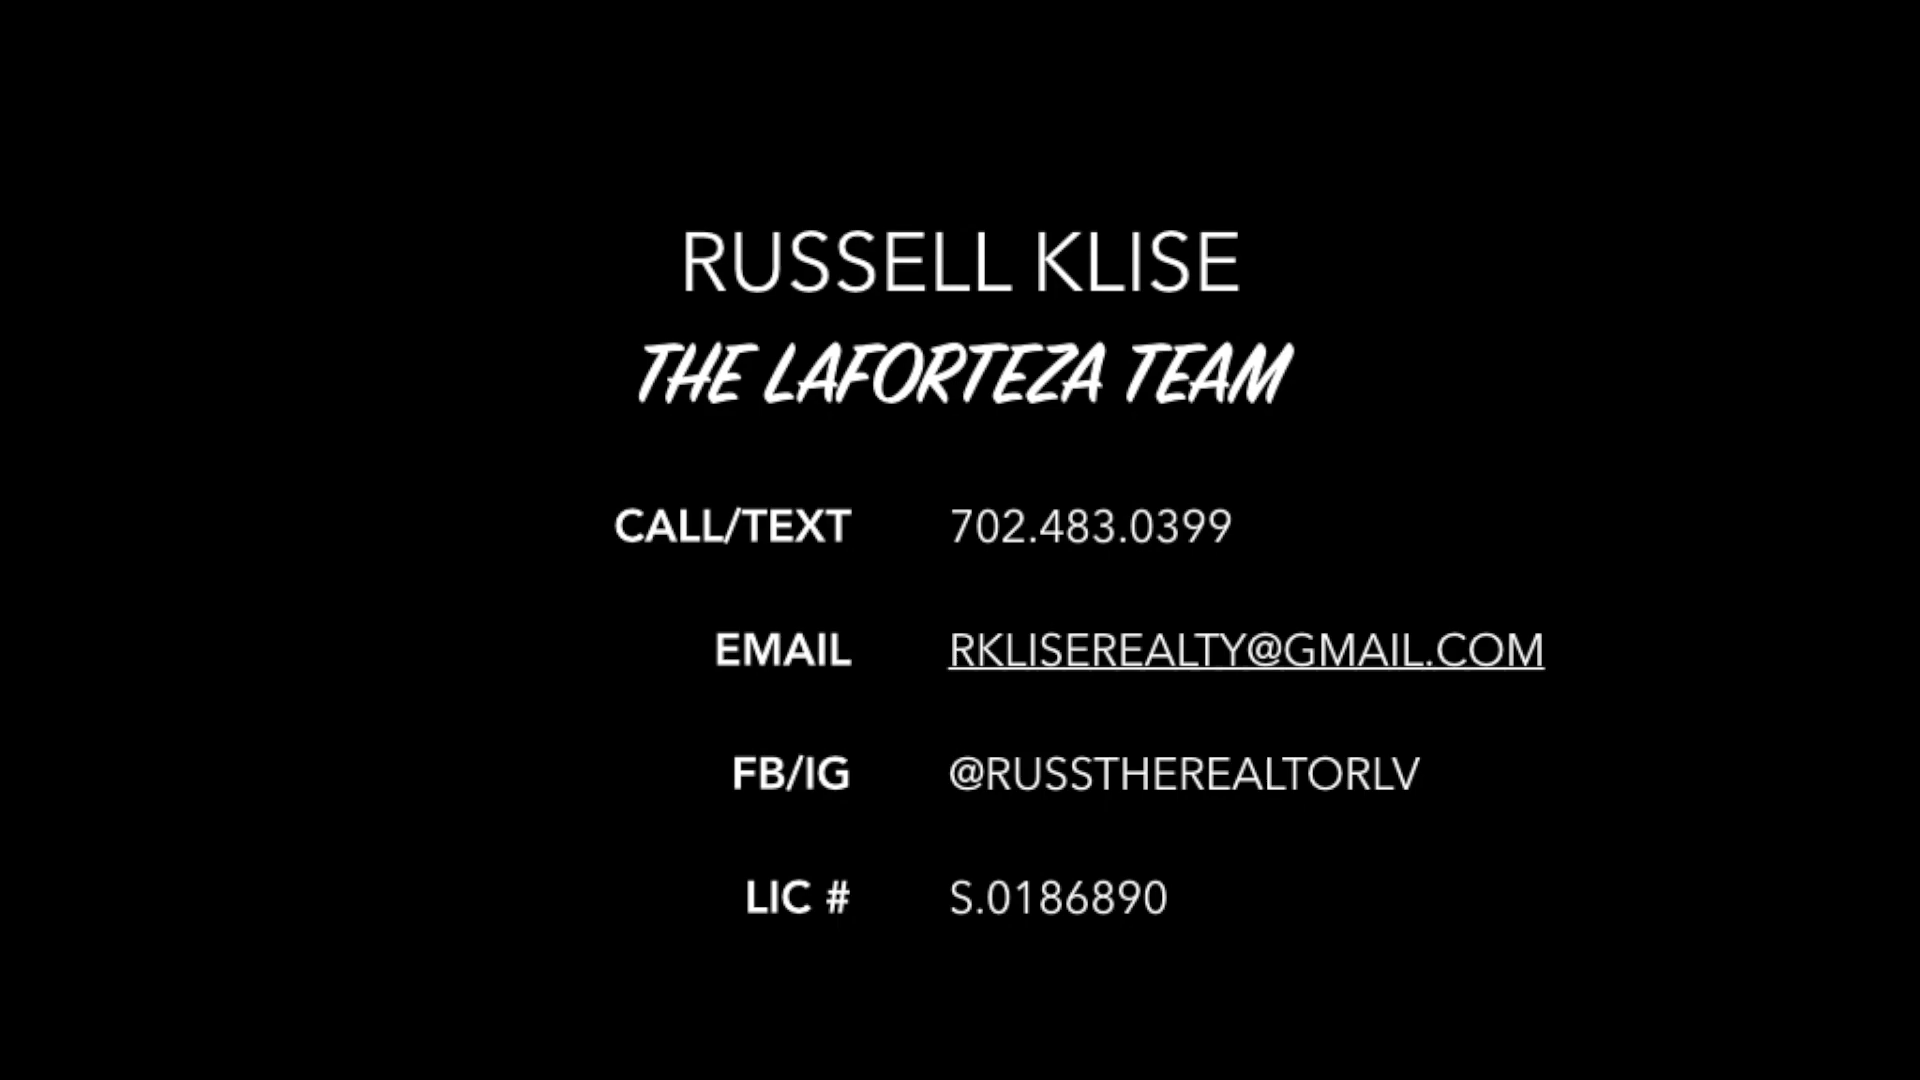 RUSSELL KLISE
THE LAFORTEZA TEAM
CALL/TEXT 702.483.0399
EMAIL RKLISEREALTY@GMAIL.COM
FB/IG @RUSSTHEREALTORLV
LIC # S.0186890